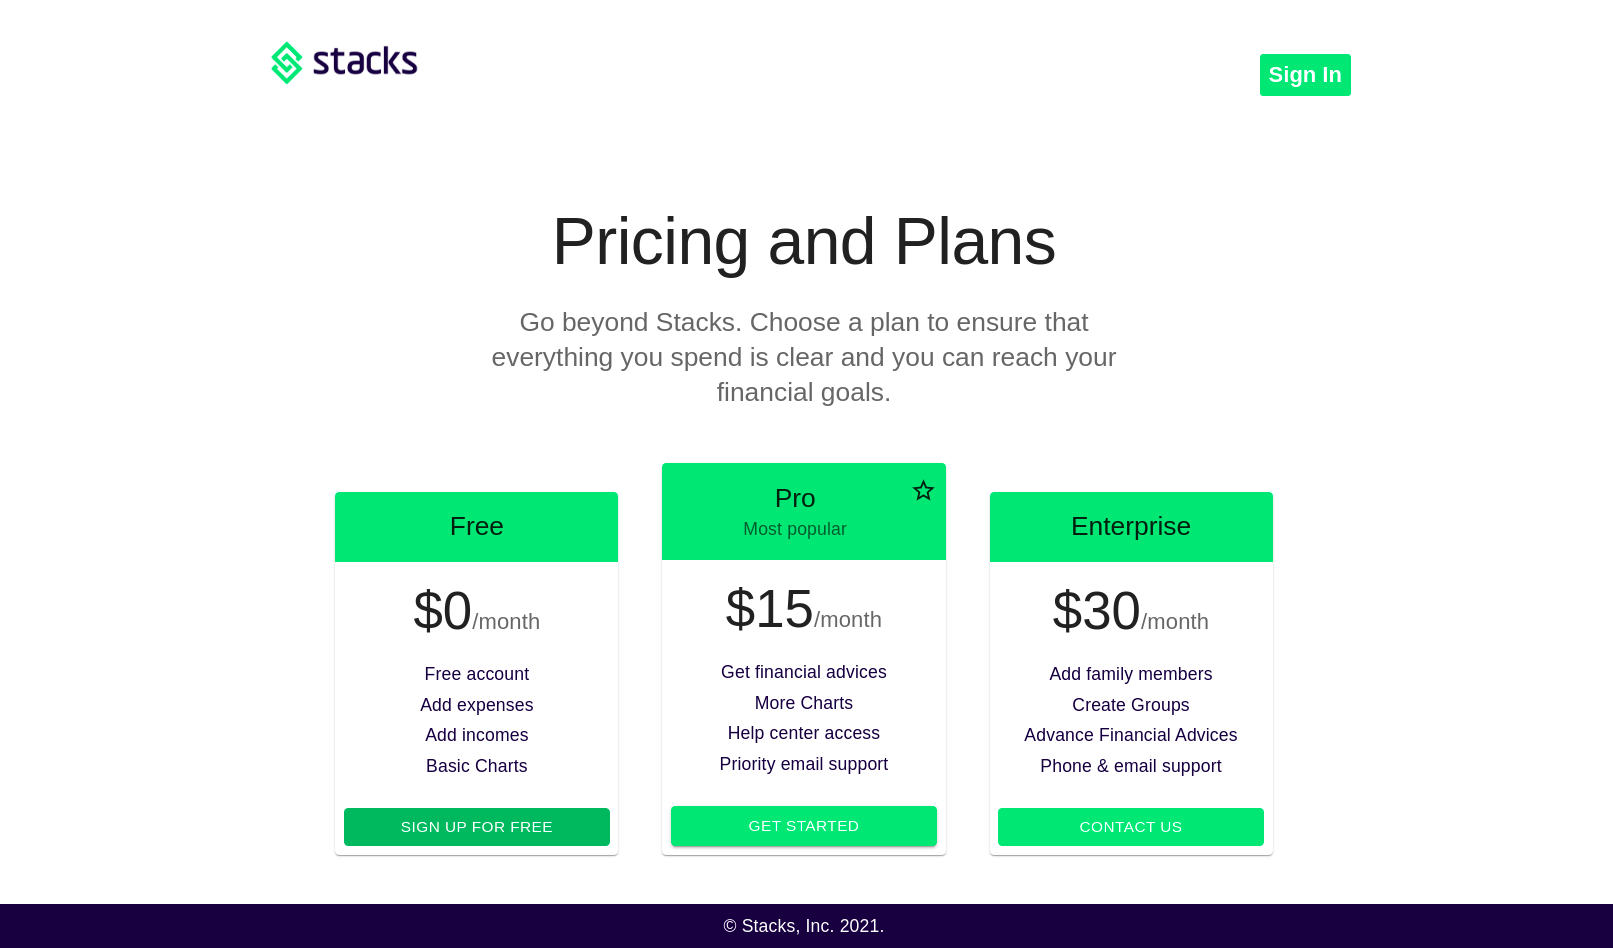 stacks
Sign In
Pricing and Plans
Go beyond Stacks. Choose a plan to ensure that
everything you spend is clear and you can reach your
financial goals.
Free
$0/month
Free account
Add expenses
Add incomes
Basic Charts
SIGN UP FOR FREE
Pro
Most popular
$15/month
Get financial advices
More Charts
Help center access
Priority email support
GET STARTED
Enterprise
$30/month
Add family members
Create Groups
Advance Financial Advices
Phone & email support
CONTACT US
© Stacks, Inc. 2021.